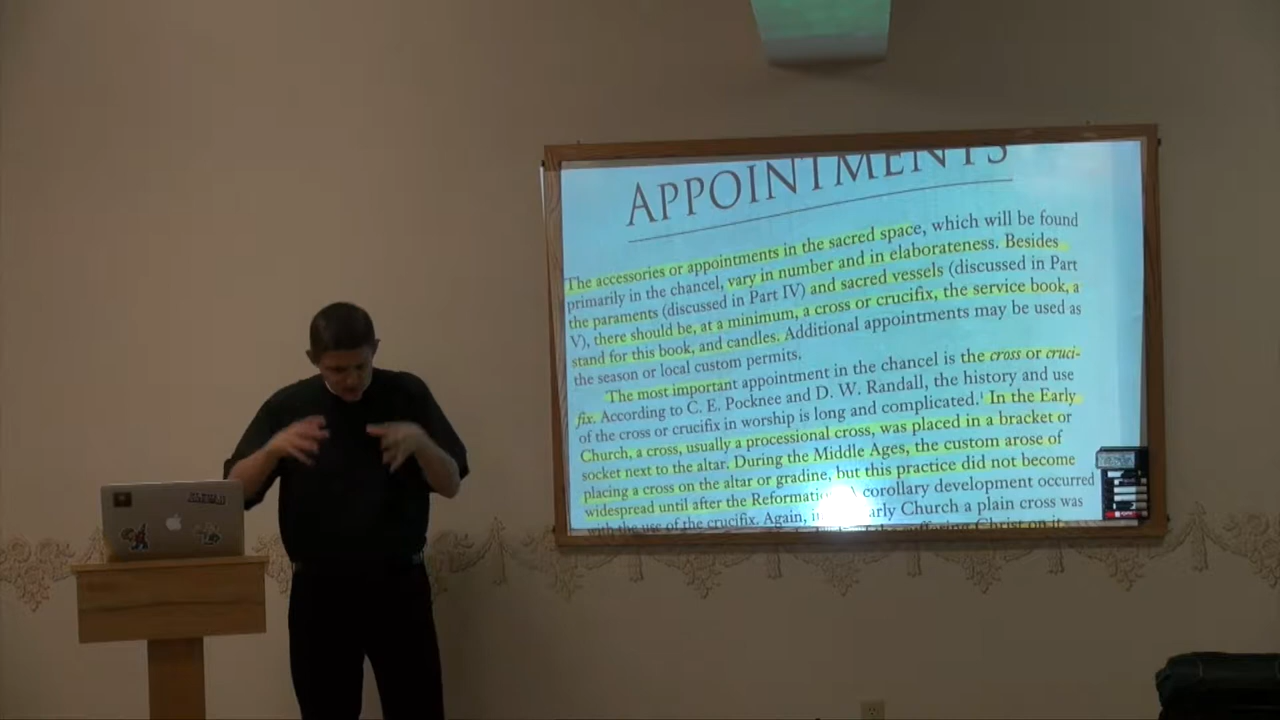 APPOINTMENTS
The accessories or appointments in the sacred space, which will be found
primarily in the chancel, vary in number and in elaborateness. Besides
the paraments (discussed in Part IV) and sacred vessels (discussed in Part
V), there should be, at a minimum, a cross or crucifix, the service book, a
stand for this book, and candles. Additional appointments may be used as
the season or local custom permits.
The most important appointment in the chancel is the cross or cruci-
fix. According to C. E. Pocknee and D. W. Randall, the history and use
of the cross or crucifix in worship is long and complicated.¹ In the Early
Church, a cross, usually a processional cross, was placed in a bracket or
socket next to the altar. During the Middle Ages, the custom arose of
placing a cross on the altar or gradine, but this practice did not become
widespread until after the Reformatio corollary development occurred
with the use of the crucifix. Again, i arly Church a plain cross was
Christ on it